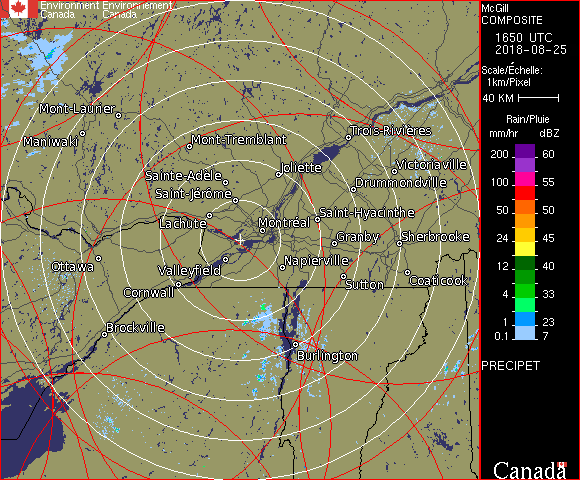 Environment Environnement
Canada Canada
McGill
COMPOSITE
1650 UTC
2018-08-25
Scale/Échelle:
1km/Pixel
40 KM
Rain/Pluie
mm/hr dBZ
200 60
150 57
100 55
50 50
24 45
12 40
4 33
1 23
0.1 7
PRECIPET
Canada
Mont-Laurier
Maniwaki
Mont-Tremblant
Trois-Rivières
Joliette
Victoriaville
Sainte-Adèle
Drummondville
Saint-Jérôme
Lachute
Saint-Hyacinthe
Montréal
Granby
Sherbrooke
Ottawa
Valleyfield
Napierville
Cornwall
Sutton
Coaticook
Brockville
Burlington